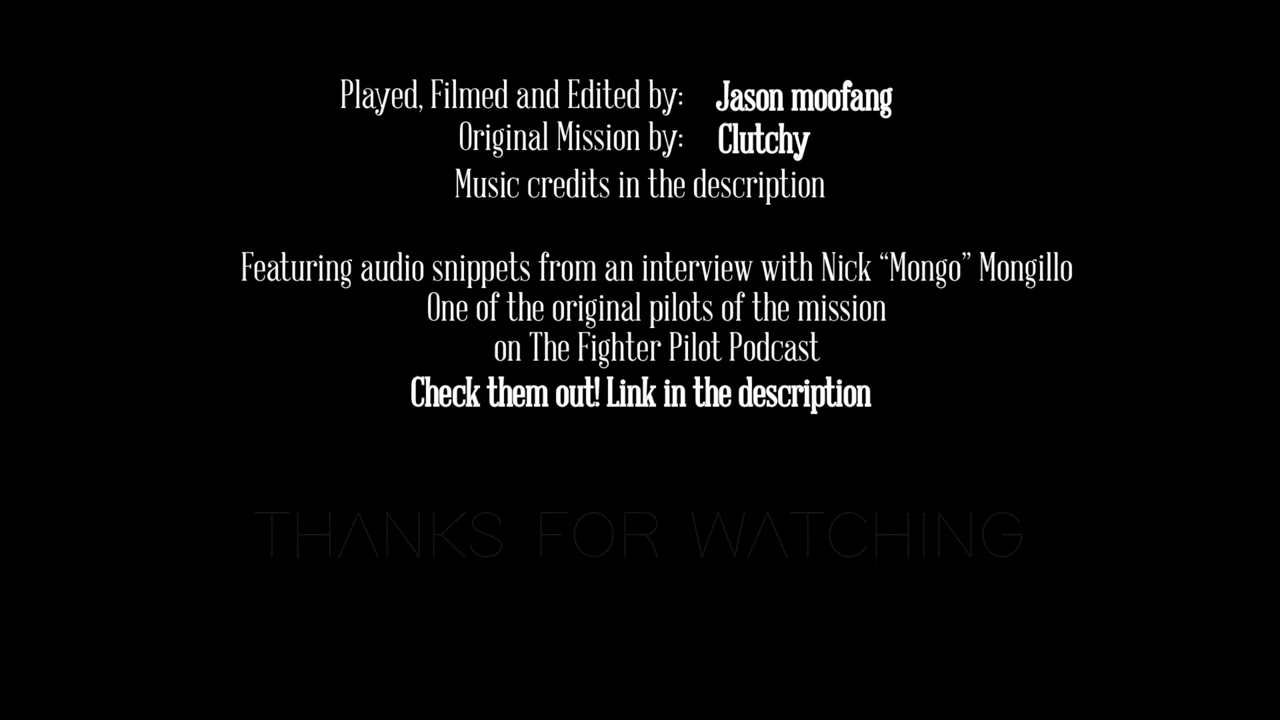 Played, Filmed and Edited by: Jason moofang
Original Mission by: Clutchy
Music credits in the description
Featuring audio snippets from an interview with Nick “Mongo” Mongillo
One of the original pilots of the mission
on The Fighter Pilot Podcast
Check them out! Link in the description
THANKS FOR WATCHING